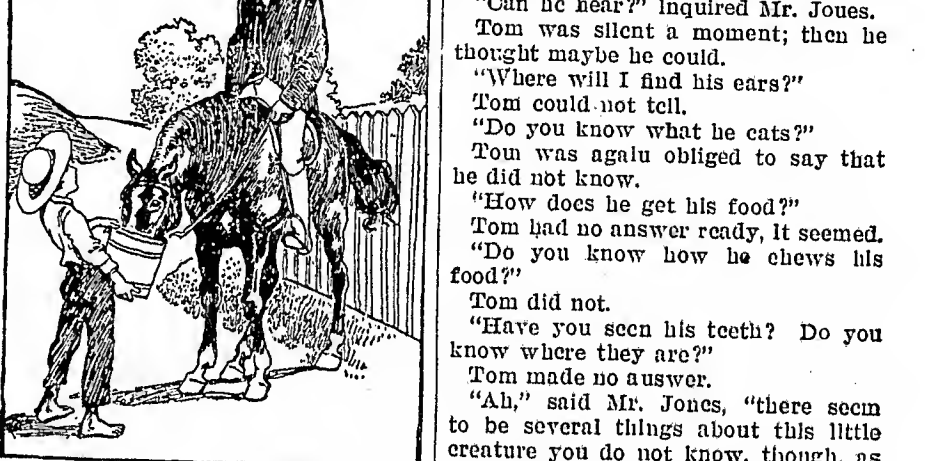 "Can he hear?" inquired Mr. Jones.
Tom was silent a moment; then he
thought maybe he could.
"Where will I find his ears?"
Tom could not tell.
"Do you know what he eats?"
Tom was again obliged to say that
he did not know.
"How does he get his food?"
Tom had no answer ready, it seemed.
"Do you know how he chews his
food?"
Tom did not.
"Have you seen his teeth? Do you
know where they are?"
Tom made no answer.
"Ah," said Mr. Jones, "there seem
to be several things about this little
creature you do not know, though, as